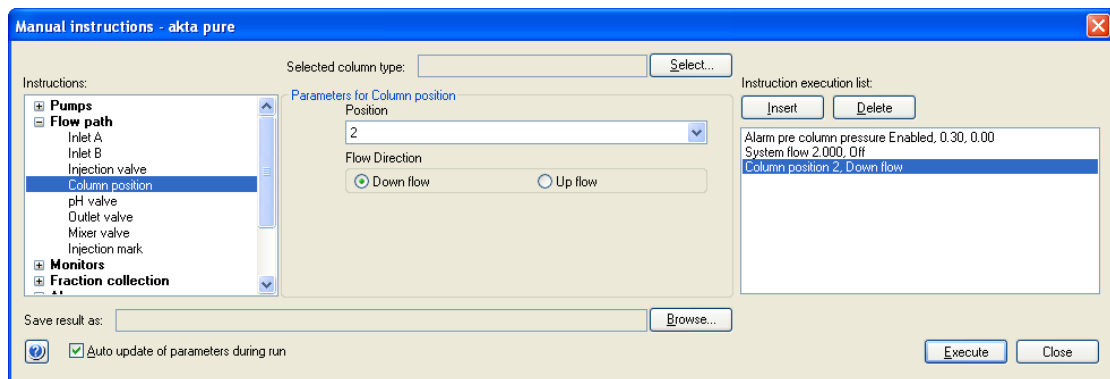 Manual instructions - akta pure
Selected column type:
Select...
Instructions:
Pumps
Flow path
Inlet A
Inlet B
Injection valve
Column position
pH valve
Outlet valve
Mixer valve
Injection mark
Monitors
Fraction collection
Parameters for Column position
Position
2
Flow Direction
Down flow
Up flow
Instruction execution list:
Insert
Delete
Alarm pre column pressure Enabled, 0.30, 0.00
System flow 2.000, Off
Column position 2, Down flow
Save result as:
Browse...
Auto update of parameters during run
Execute
Close